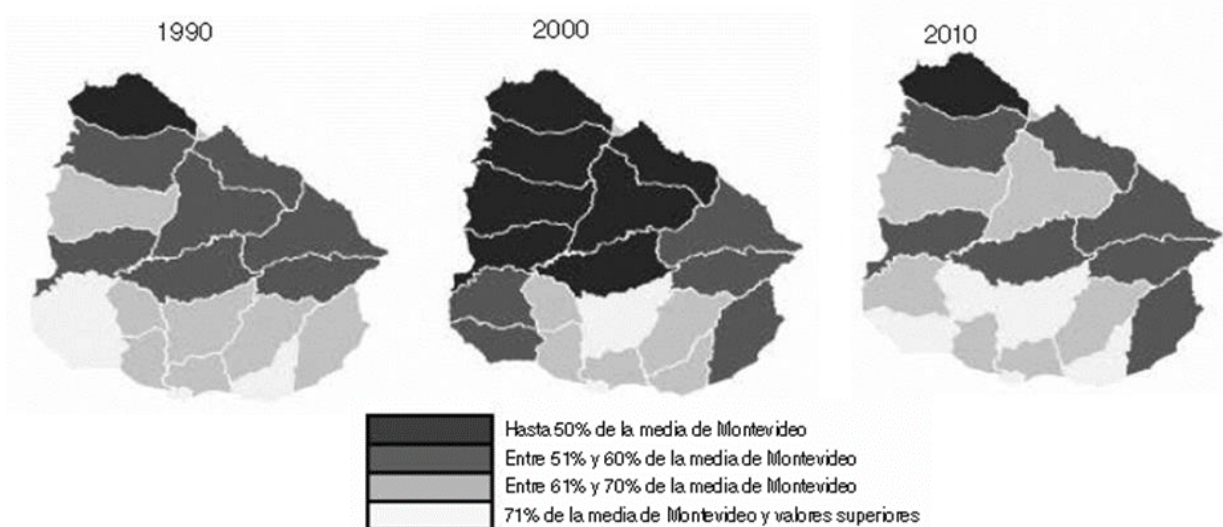 1990
2000
2010
Hasta 50% de la media de Montevideo
Entre 51% y 60% de la media de Montevideo
Entre 61% y 70% de la media de Montevideo
71% de la media de Montevideo y valores superiores